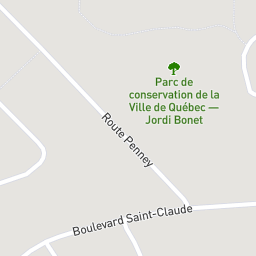 Parc de
conservation de la
Ville de Québec —
Jordi Bonet
Route Penney
Boulevard Saint-Claude